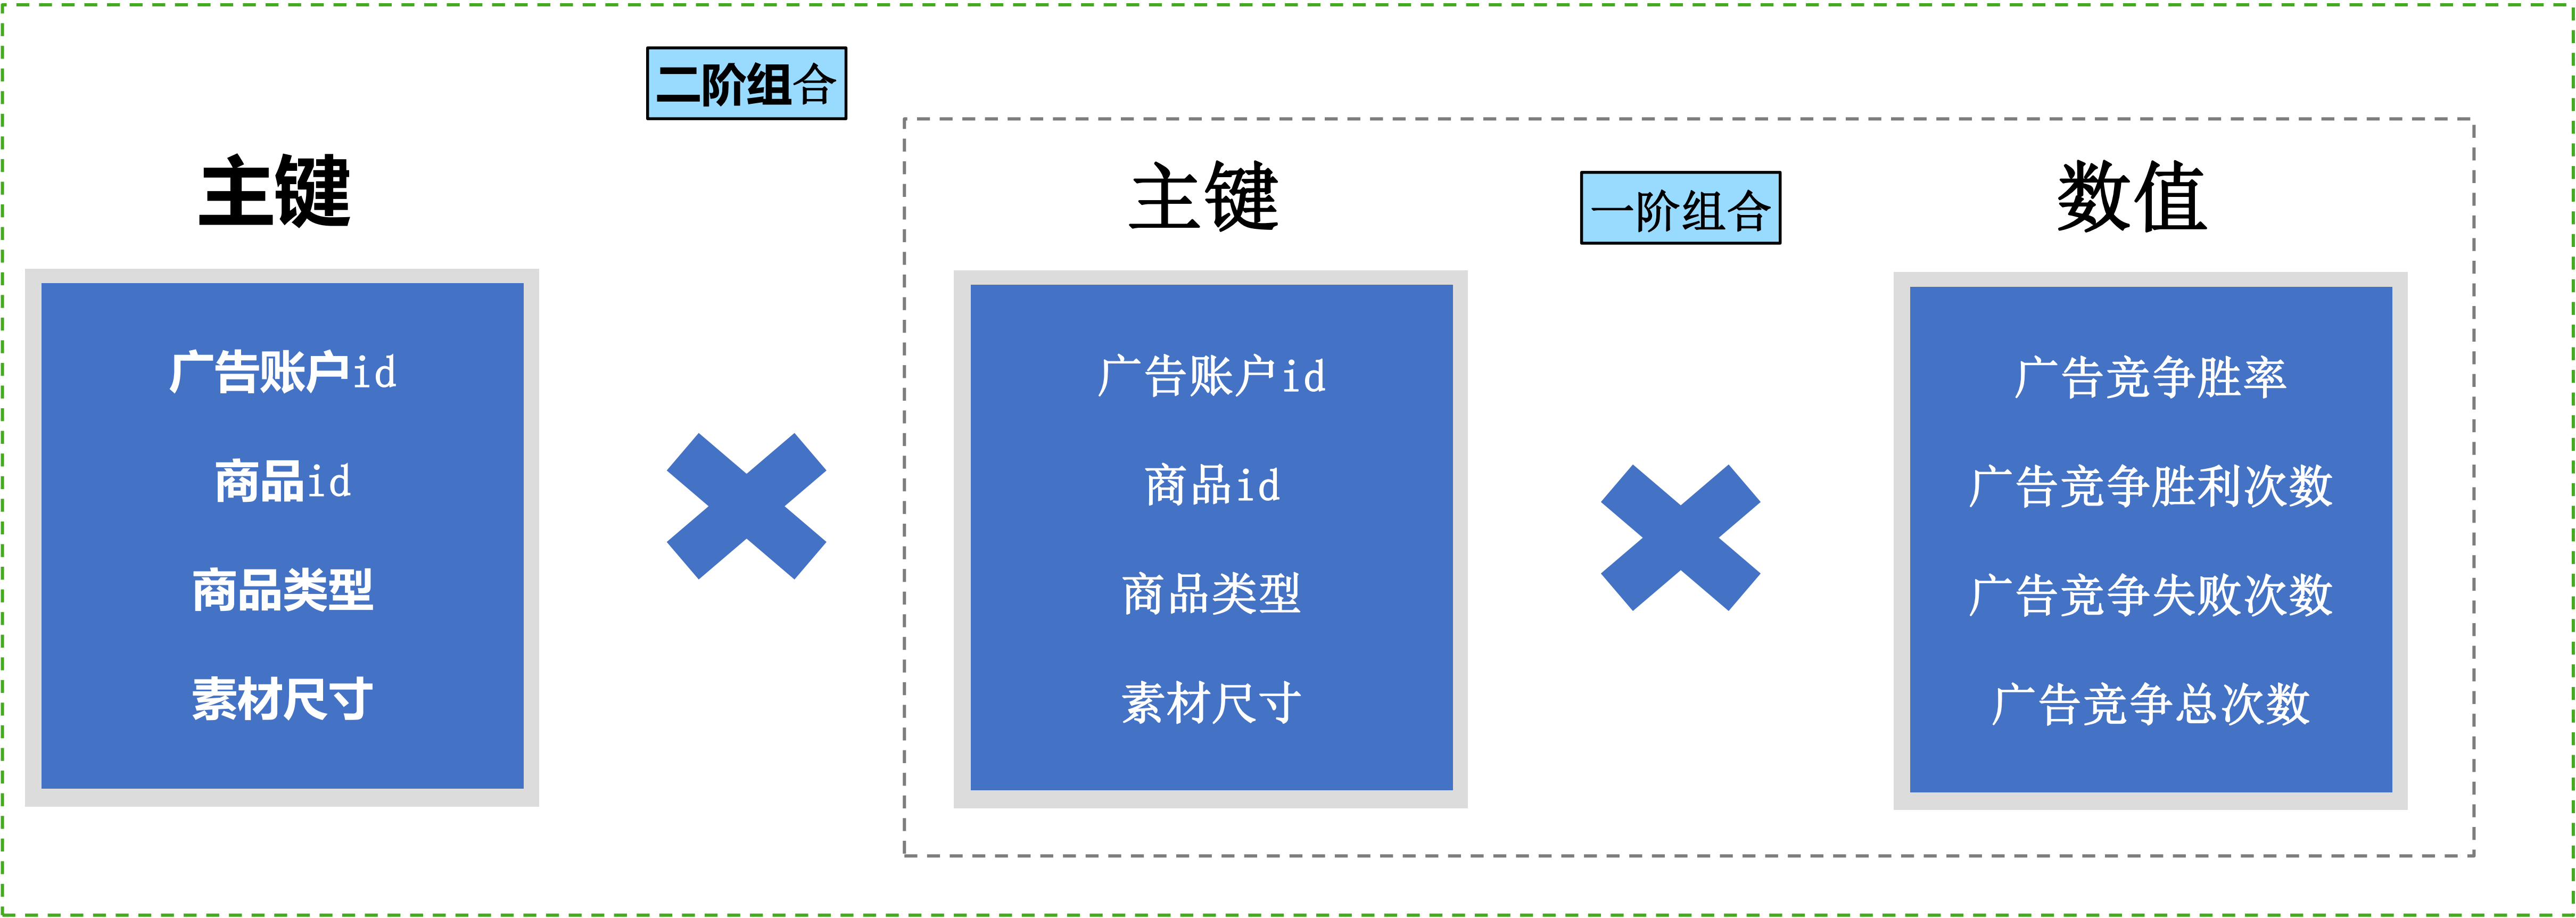 二阶组合
主键
广告账户id
商品id
商品类型
素材尺寸
主键
广告账户id
商品id
商品类型
素材尺寸
一阶组合
数值
广告竞争胜率
广告竞争胜利次数
广告竞争失败次数
广告竞争总次数